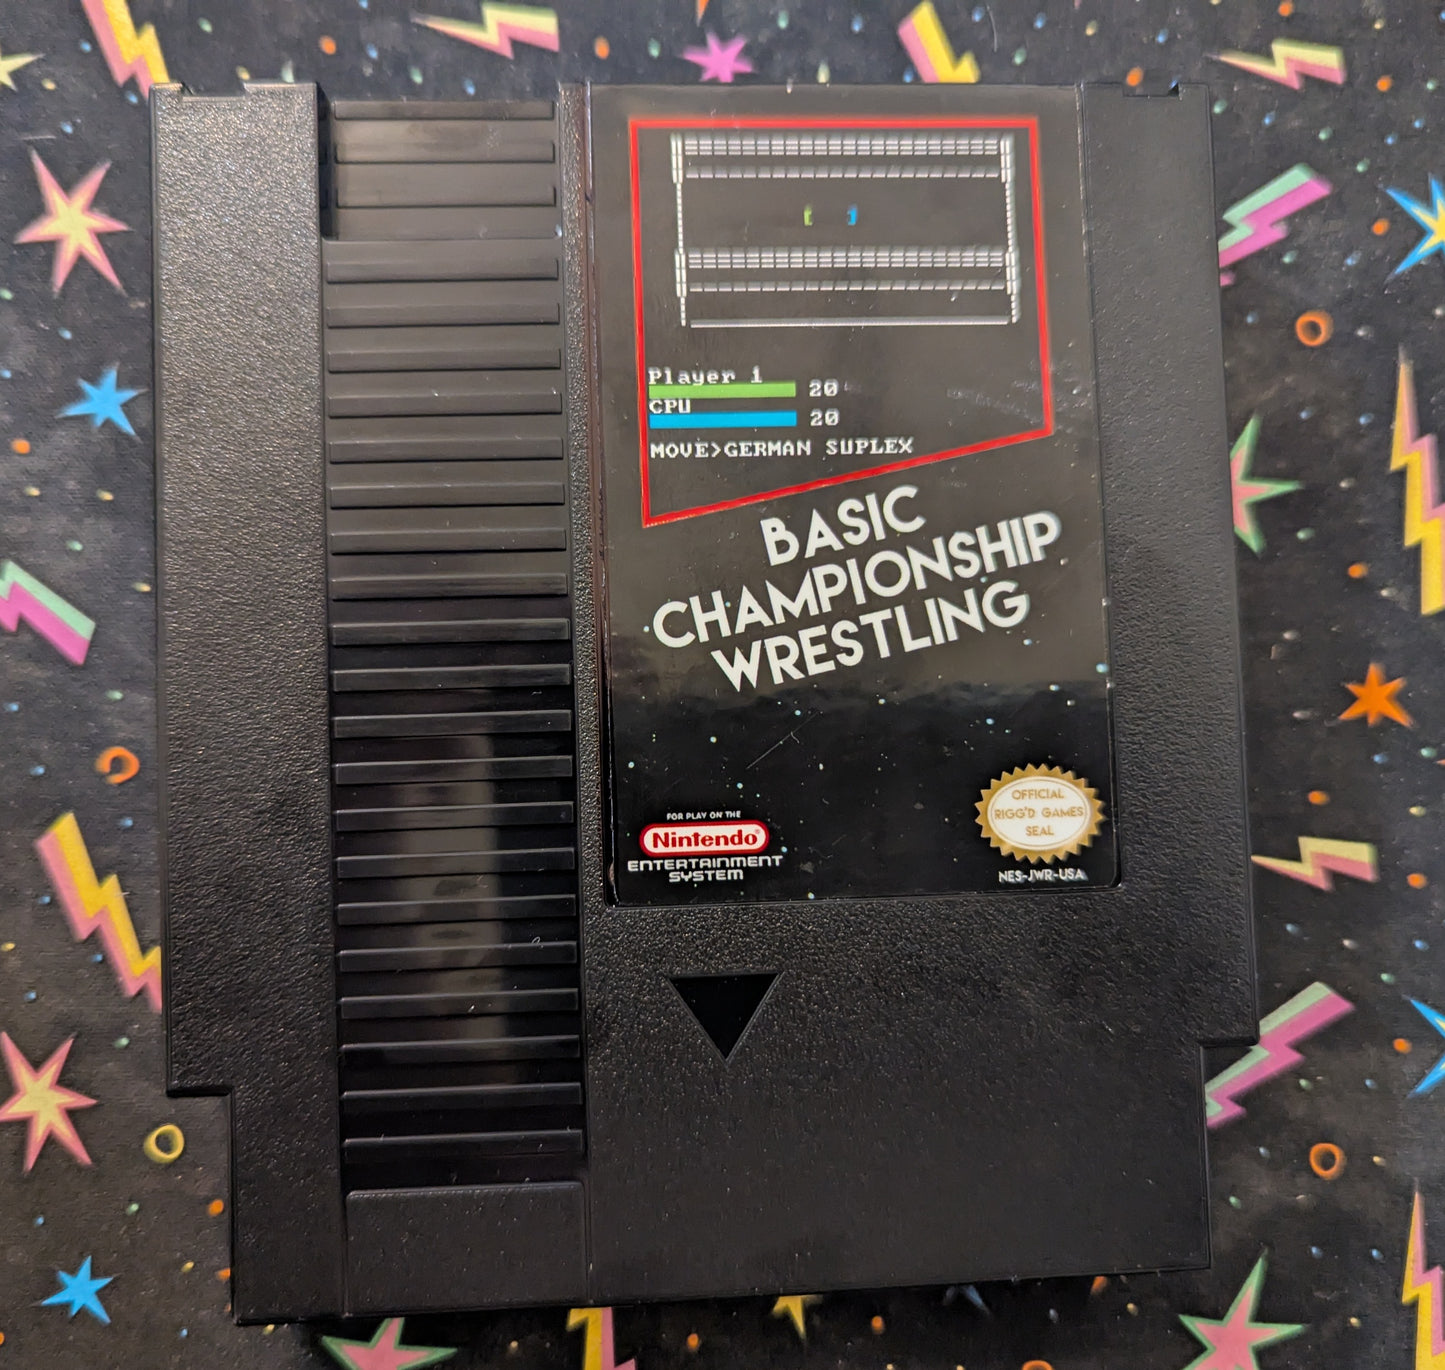 Player 1
20
CPU
20
MOVE>GERMAN SUPLEX
BASIC
CHAMPIONSHIP
WRESTLING
FOR PLAY ON THE
Nintendo®
ENTERTAINMENT
SYSTEM
OFFICIAL
RIGG'D GAMES
SEAL
NES-JWR-USA